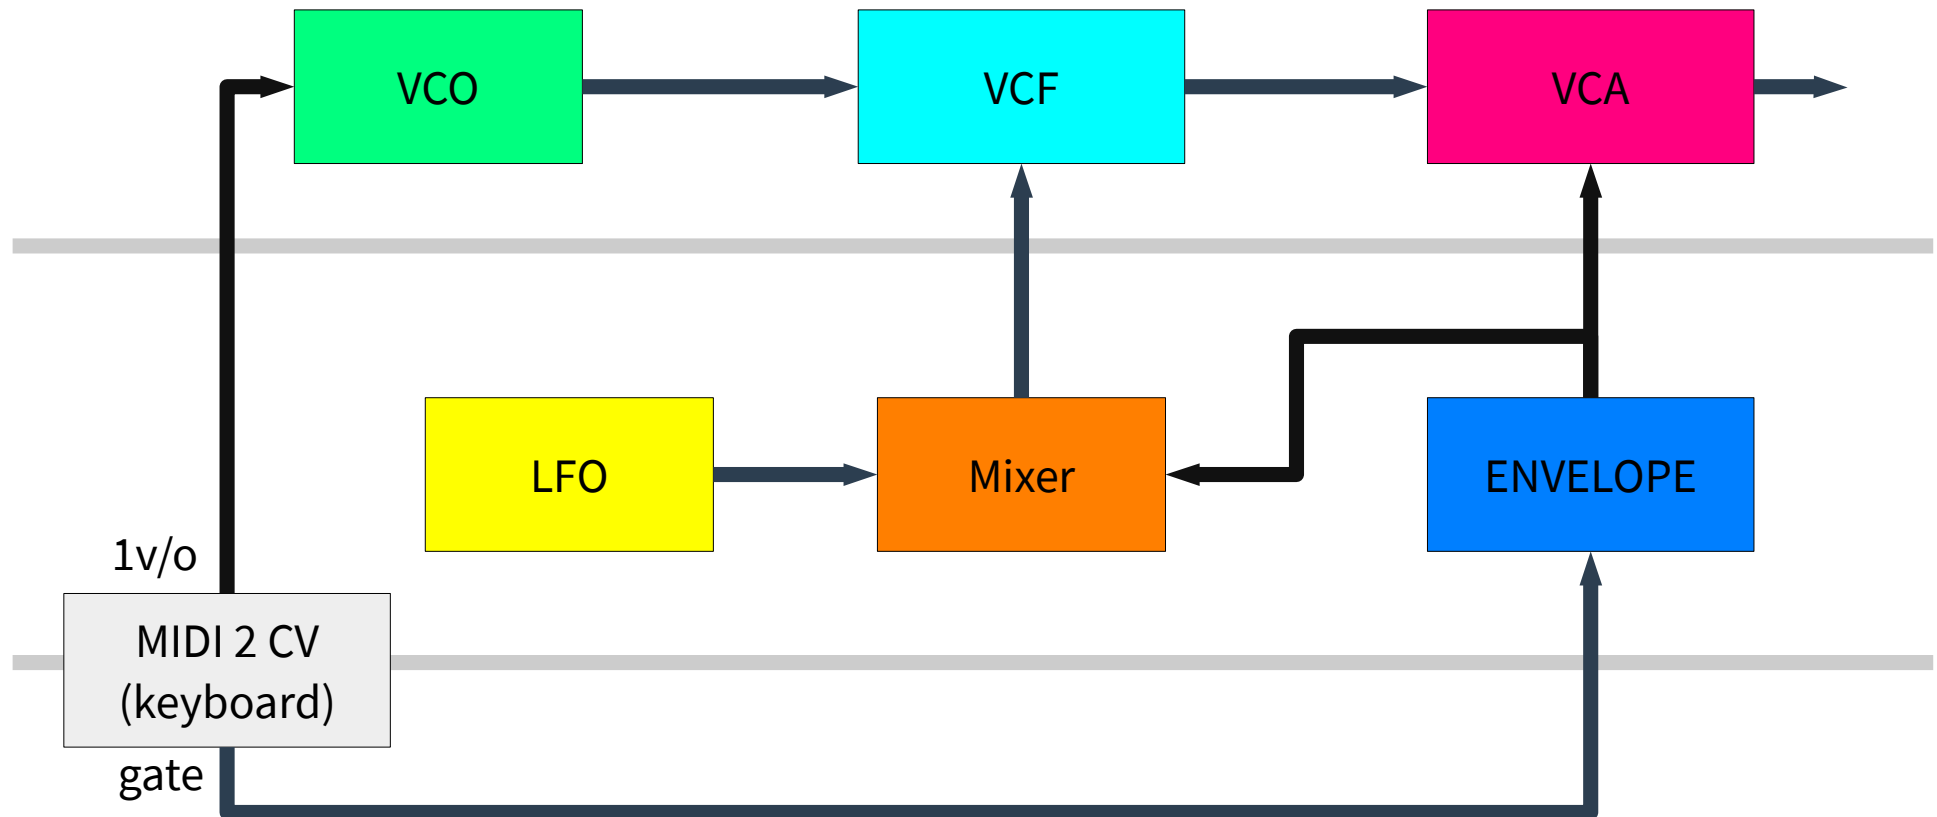 VCO
VCF
VCA
LFO
Mixer
ENVELOPE
1v/o
MIDI 2 CV
(keyboard)
gate